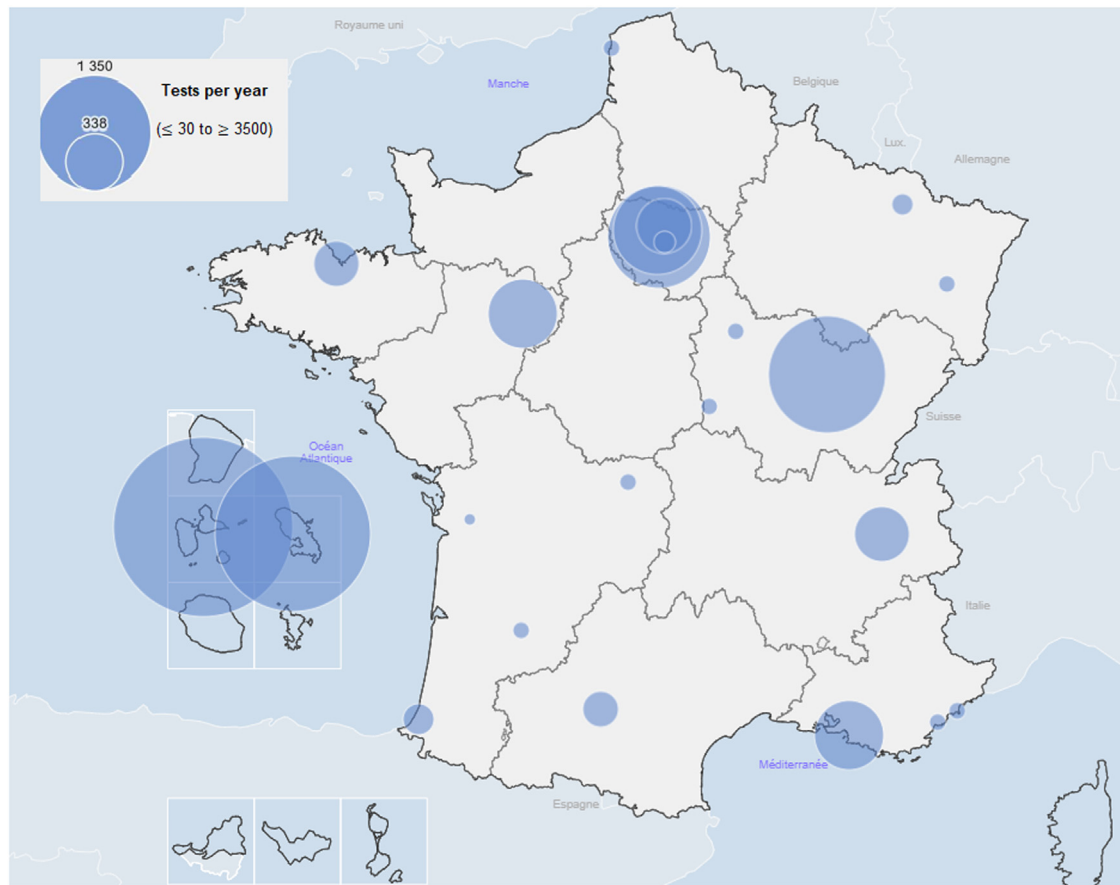 Royaume uni
1 350
Tests per year
338
(≤ 30 to ≥ 3500)
Manche
Belgique
Lux.
Allemagne
Suisse
Océan
Atlantique
Italie
Méditerranée
Espagne